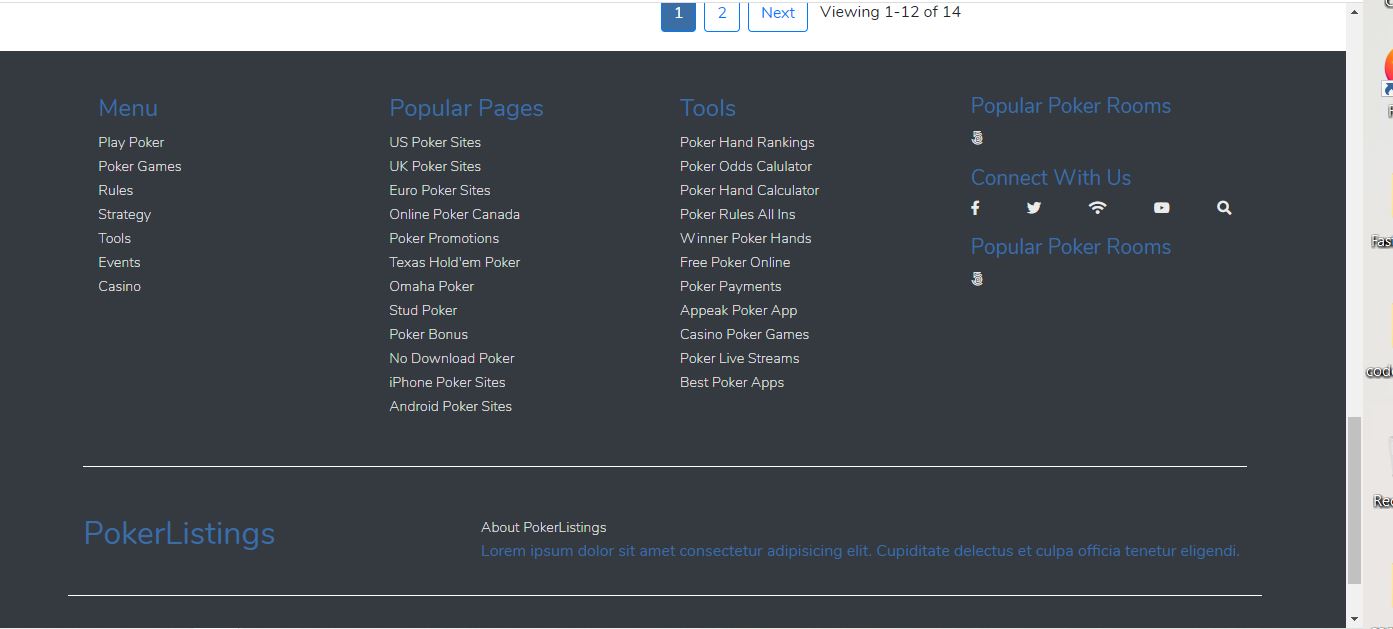 1 2 Next Viewing 1-12 of 14
Menu
Play Poker
Poker Games
Rules
Strategy
Tools
Events
Casino
Popular Pages
US Poker Sites
UK Poker Sites
Euro Poker Sites
Online Poker Canada
Poker Promotions
Texas Hold'em Poker
Omaha Poker
Stud Poker
Poker Bonus
No Download Poker
iPhone Poker Sites
Android Poker Sites
Tools
Poker Hand Rankings
Poker Odds Calulator
Poker Hand Calculator
Poker Rules All Ins
Winner Poker Hands
Free Poker Online
Poker Payments
Appeak Poker App
Casino Poker Games
Poker Live Streams
Best Poker Apps
Popular Poker Rooms
Connect With Us
Popular Poker Rooms
PokerListings
About PokerListings
Lorem ipsum dolor sit amet consectetur adipisicing elit. Cupiditate delectus et culpa officia tenetur eligendi.